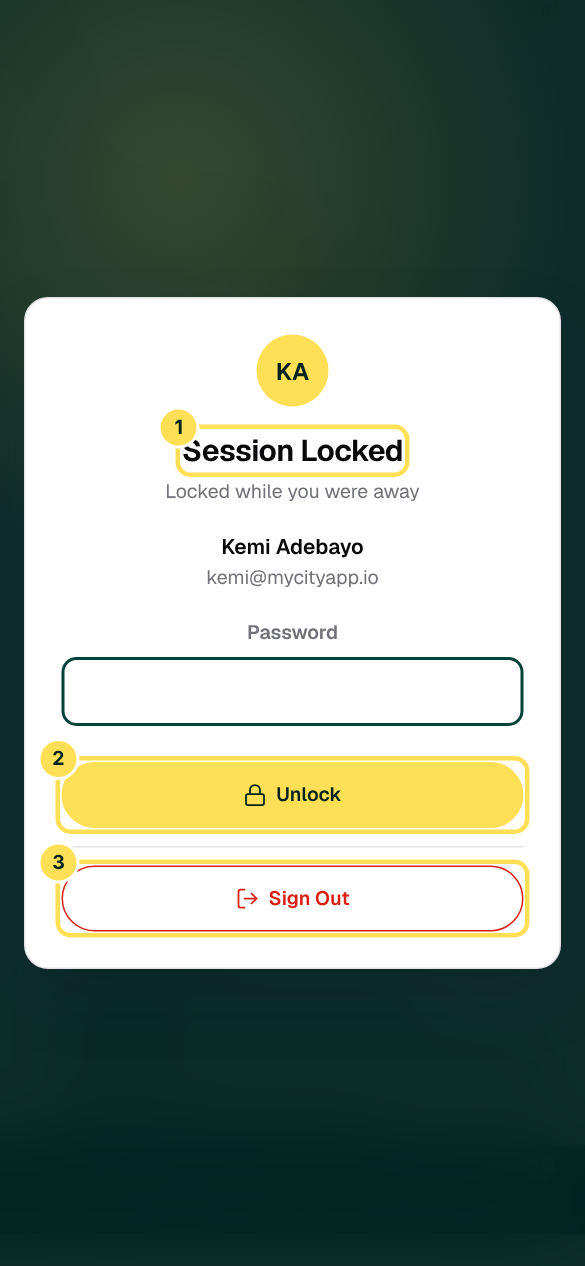 KA
1
Session Locked
Locked while you were away
Kemi Adebayo
kemi@mycityapp.io
Password
2
Unlock
3
Sign Out